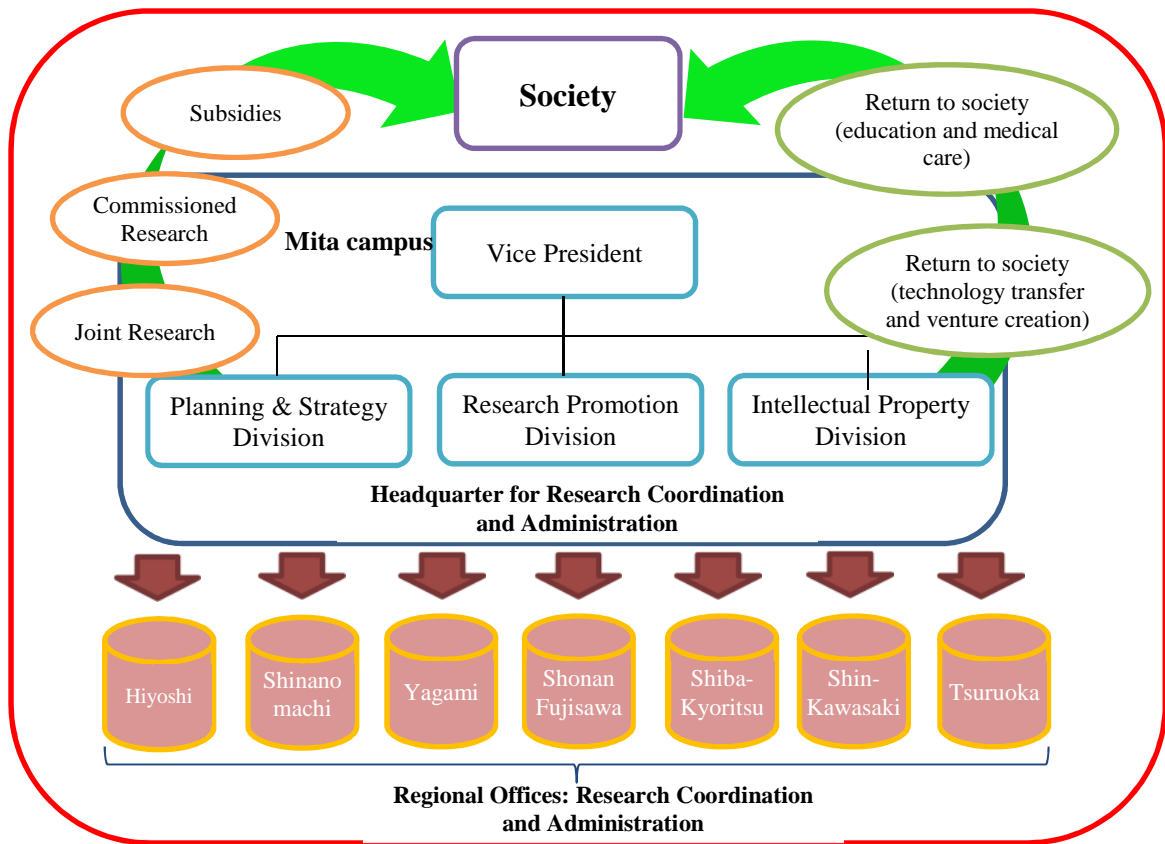 Society
Subsidies
Return to society
(education and medical
care)
Commissioned
Research
Mita campus
Vice President
Return to society
(technology transfer
and venture creation)
Joint Research
Planning & Strategy
Division
Research Promotion
Division
Intellectual Property
Division
Headquarter for Research Coordination
and Administration
Hiyoshi
Shinano
machi
Yagami
Shonan
Fujisawa
Shiba-
Kyoritsu
Shin-
Kawasaki
Tsuruoka
Regional Offices: Research Coordination
and Administration